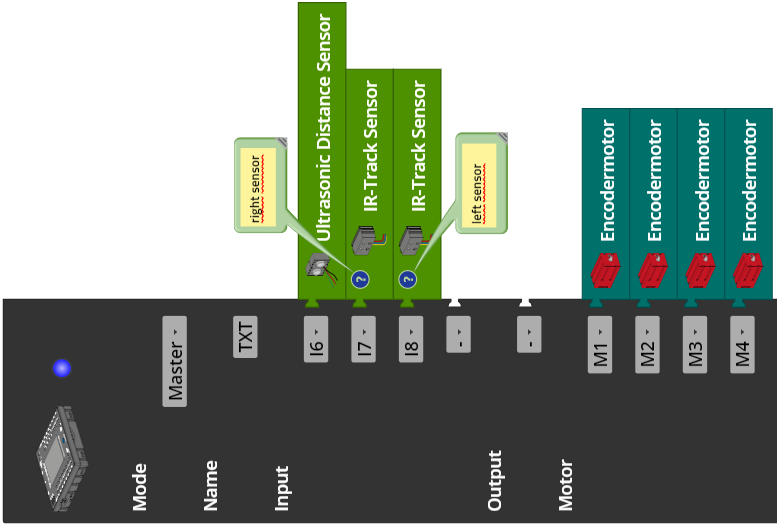 Mode
Master
Name
TXT
Input
I6
Ultrasonic Distance Sensor
right sensor
I7
?
IR-Track Sensor
I8
?
IR-Track Sensor
left sensor
-
Output
-
Motor
M1
Encodermotor
M2
Encodermotor
M3
Encodermotor
M4
Encodermotor